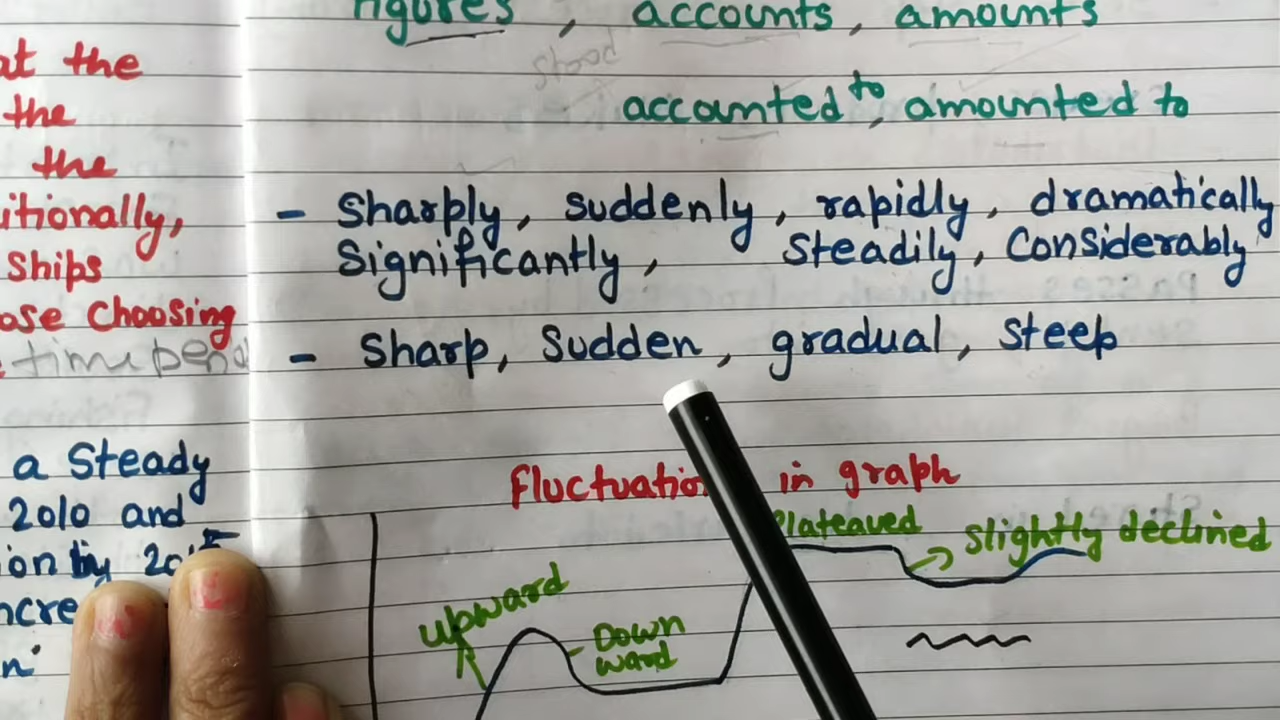 at the
the
the
itionally,
Ships
ose Choosing
time
a Steady
2010 and
by
ncre
figures, accounts, amounts
stood
accounted to, amounted to
- Sharply, suddenly, rapidly, dramatically
Significantly, Steadily, Considerably
- Sharp, Sudden, gradual, Steep
fluctuation in graph
Plateaued
slightly declined
Upward
Down
ward